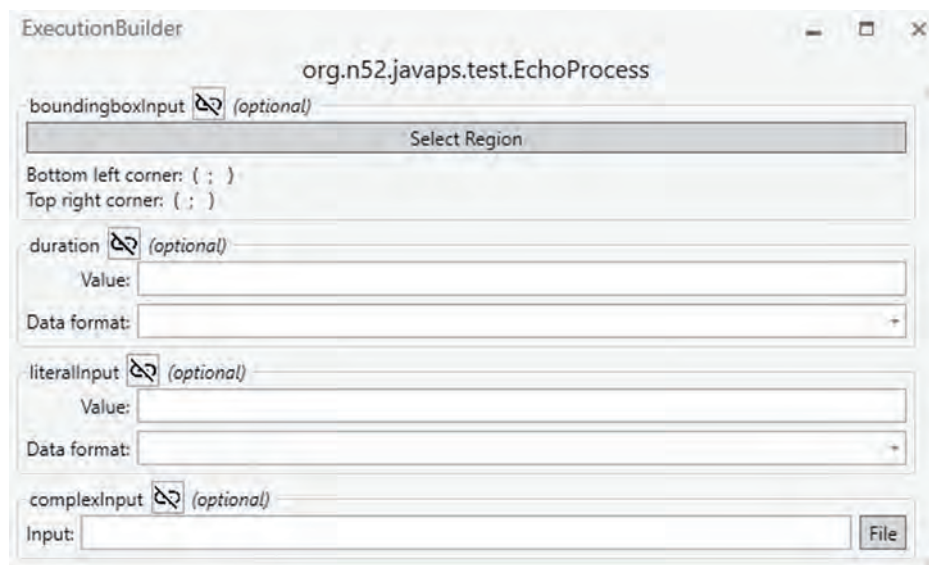 ExecutionBuilder
org.n52.javaps.test.EchoProcess
boundingboxInput (optional)
Select Region
Bottom left corner: ( ; )
Top right corner: ( ; )
duration (optional)
Value:
Data format:
literalInput (optional)
Value:
Data format:
complexInput (optional)
Input: File